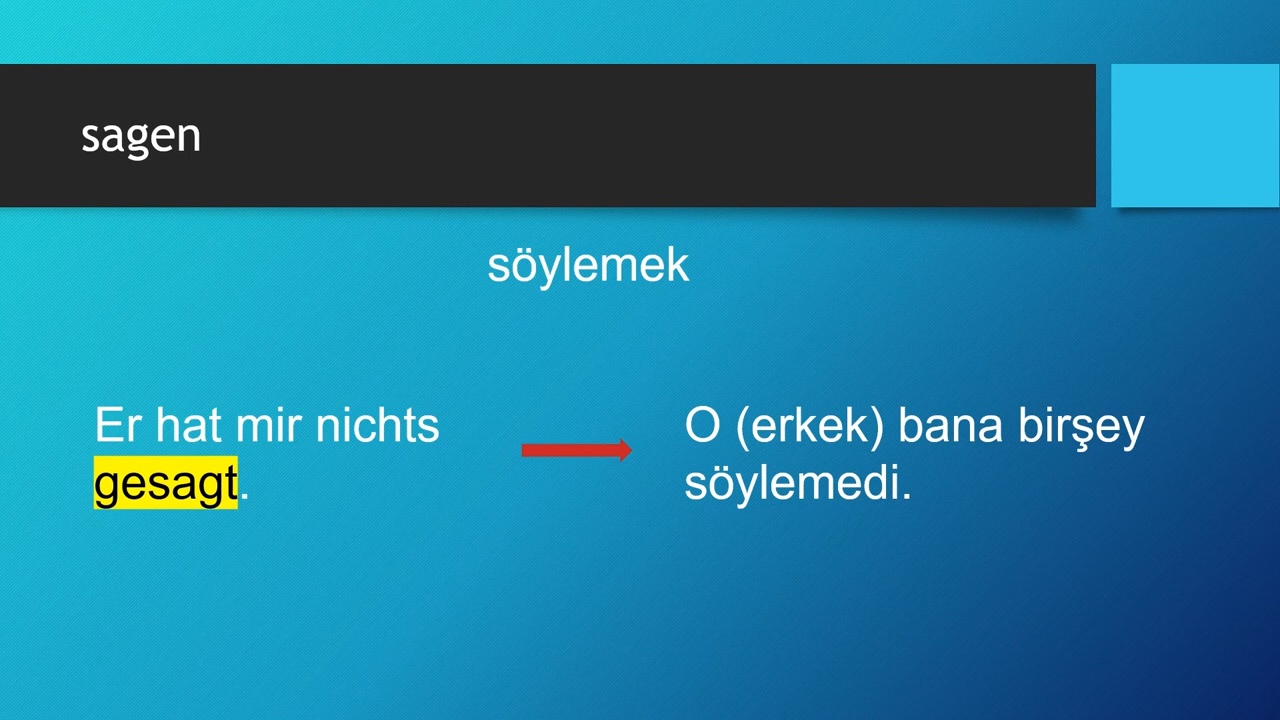 sagen
söylemek
Er hat mir nichts
gesagt.
O (erkek) bana birşey
söylemedi.